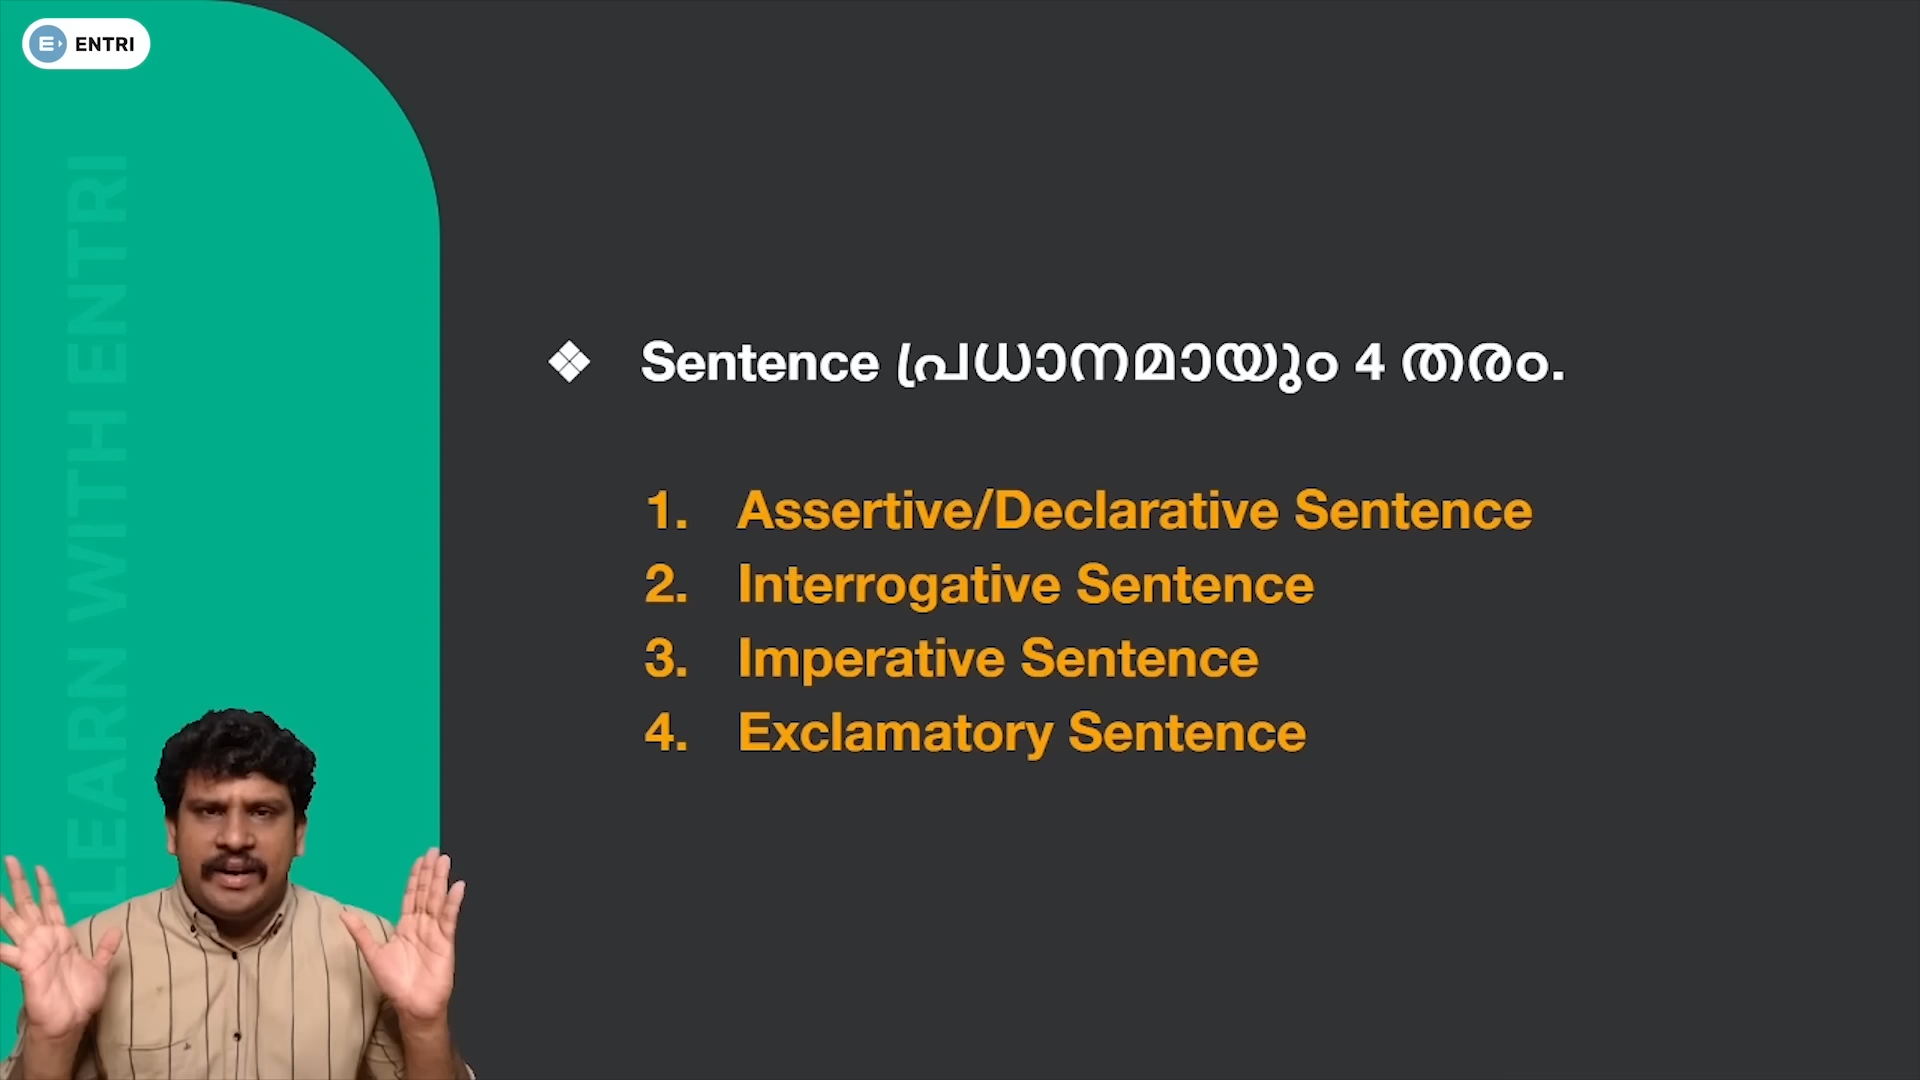 ENTRI
LEARN WITH ENTRI
❖ Sentence പ്രധാനമായും 4 തരം.
1. Assertive/Declarative Sentence
2. Interrogative Sentence
3. Imperative Sentence
4. Exclamatory Sentence